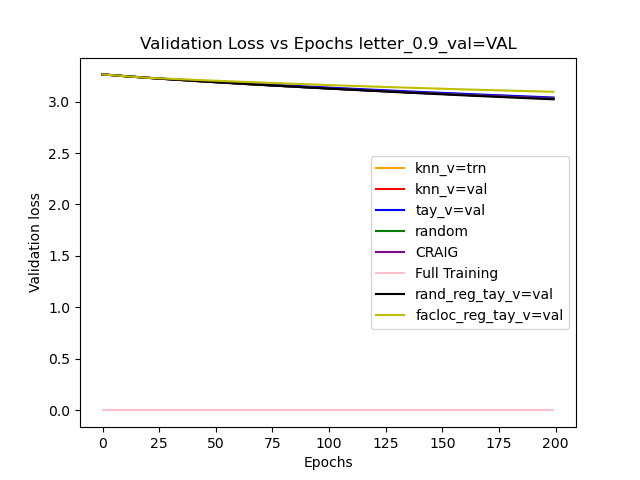 Validation Loss vs Epochs letter_0.9_val=VAL
3.0
2.5
2.0
1.5
1.0
0.5
0.0
Validation loss
knn_v=trn
knn_v=val
tay_v=val
random
CRAIG
Full Training
rand_reg_tay_v=val
facloc_reg_tay_v=val
0 25 50 75 100 125 150 175 200
Epochs